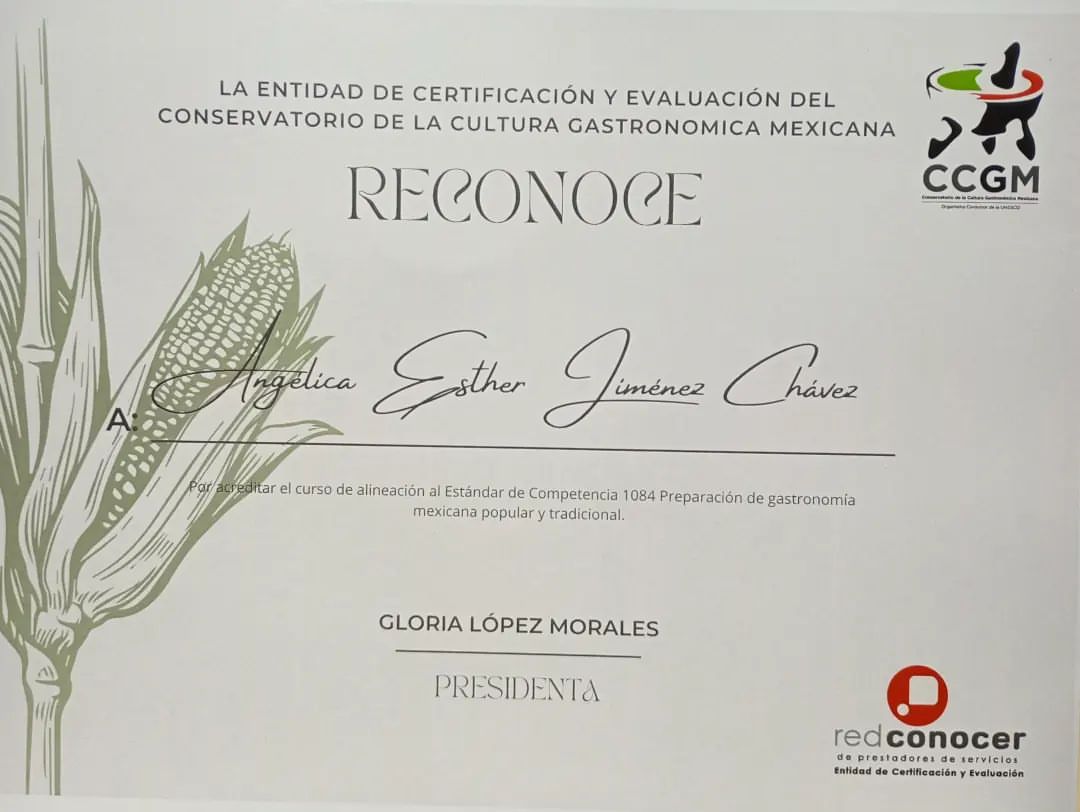 LA ENTIDAD DE CERTIFICACIÓN Y EVALUACIÓN DEL
CONSERVATORIO DE LA CULTURA GASTRONOMICA MEXICANA
CCGM
Conservatorio de la Cultura Gastronómica Mexicana
Organismo Consultor de la UNESCO
RECONOCE
A: Angélica Esther Jiménez Chávez
Por acreditar el curso de alineación al Estándar de Competencia 1084 Preparación de gastronomía
mexicana popular y tradicional.
GLORIA LÓPEZ MORALES
PRESIDENTA
redconocer
de prestadores de servicios
Entidad de Certificación y Evaluación